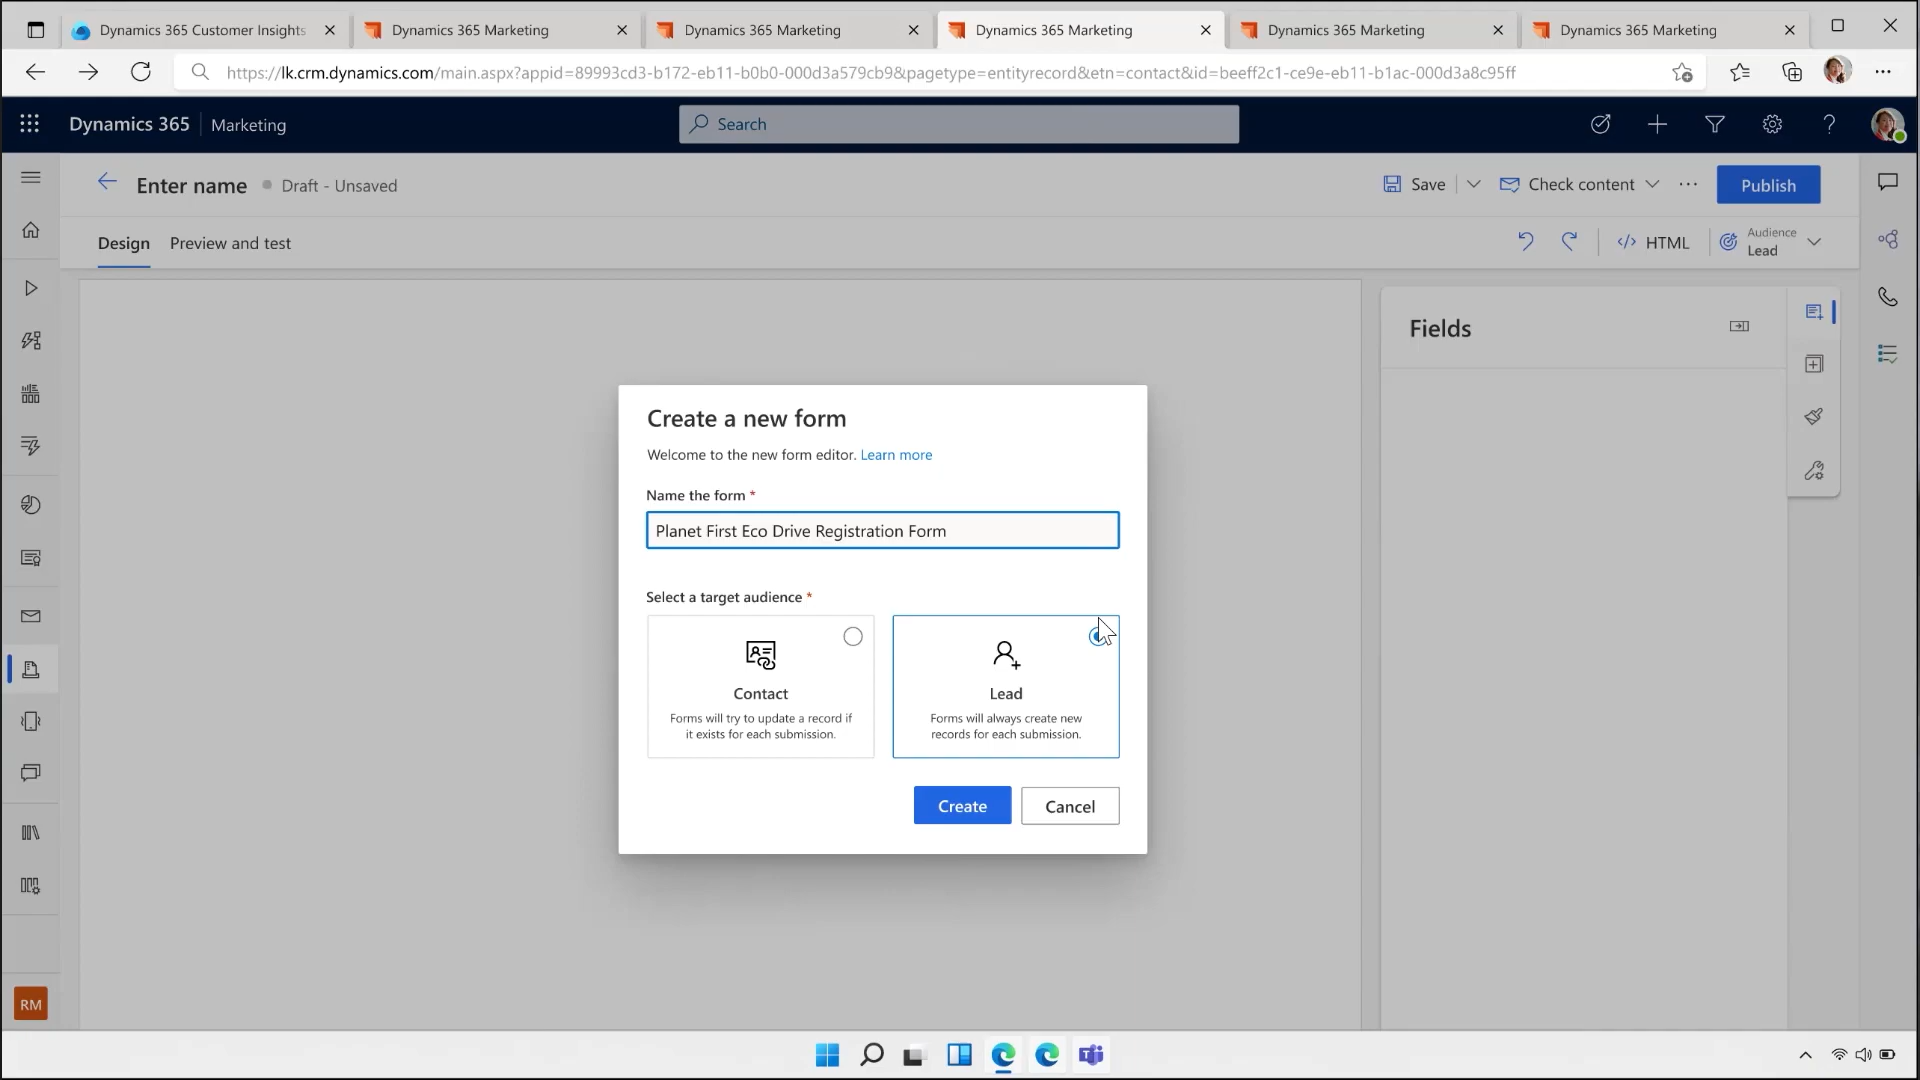 Dynamics 365 Customer Insights
Dynamics 365 Marketing
Dynamics 365 Marketing
Dynamics 365 Marketing
Dynamics 365 Marketing
Dynamics 365 Marketing
https://lk.crm.dynamics.com/main.aspx?appid=89993cd3-b172-eb11-b0b0-000d3a579cb9&pagetype=entityrecord&etn=contact&id=beeff2c1-ce9e-eb11-b1ac-000d3a8c95ff
Dynamics 365 Marketing
Search
Enter name Draft - Unsaved
Save
Check content
Publish
Design
Preview and test
HTML
Audience
Lead
Fields
Create a new form
Welcome to the new form editor. Learn more
Name the form *
Planet First Eco Drive Registration Form
Select a target audience *
Contact
Forms will try to update a record if
it exists for each submission.
Lead
Forms will always create new
records for each submission.
Create
Cancel
RM